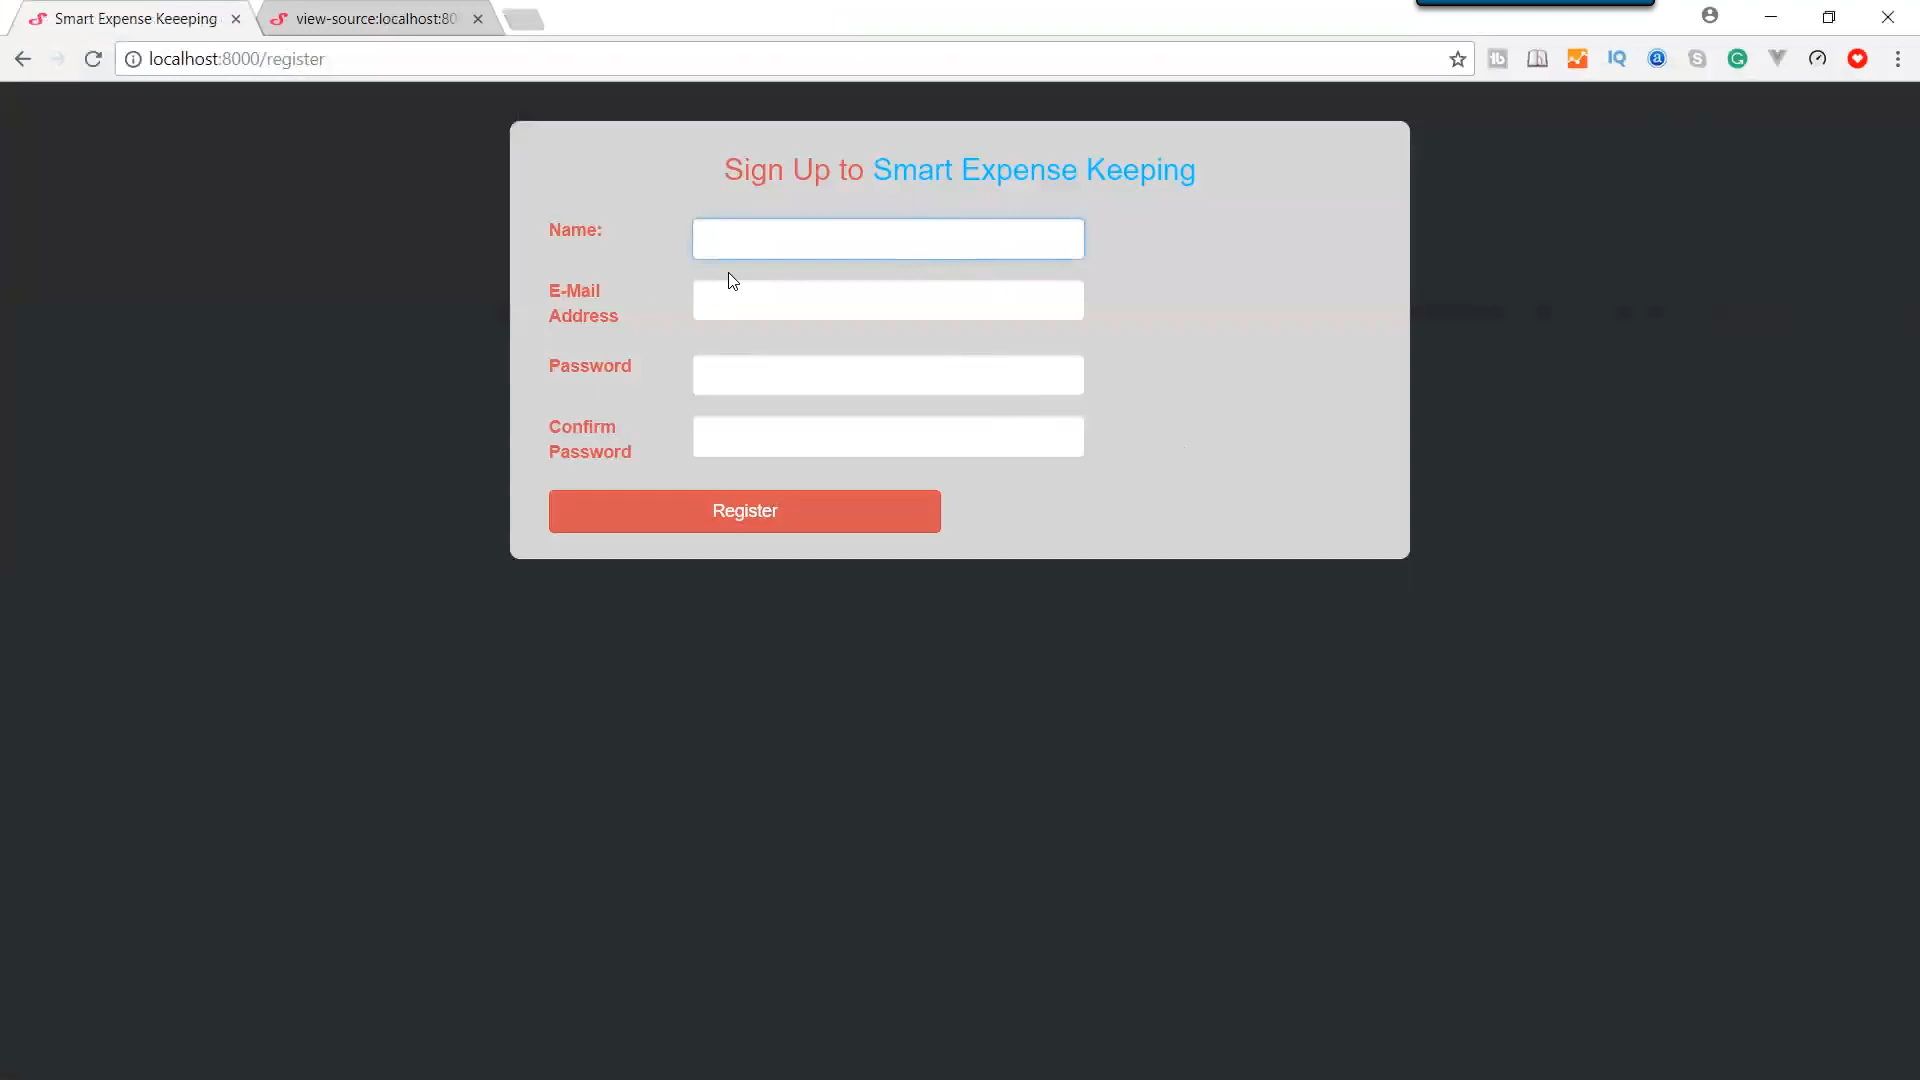 Smart Expense Keeeping
view-source:localhost:80
localhost:8000/register
Sign Up to Smart Expense Keeping
Name:
E-Mail
Address
Password
Confirm
Password
Register